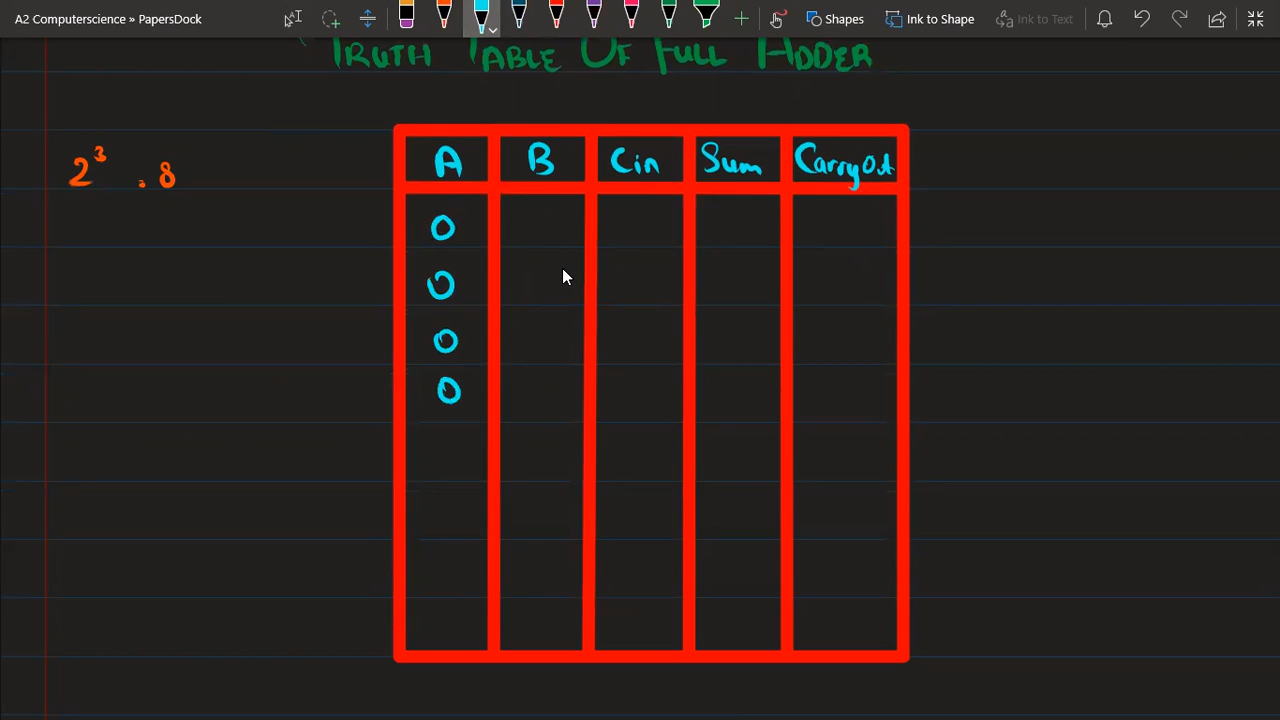 A2 Computerscience » PapersDock
Shapes
Ink to Shape
Ink to Text
TRUTH TABLE OF FULL ADDER
2³ = 8
A B Cin Sum CarryOut
0
0
0
0